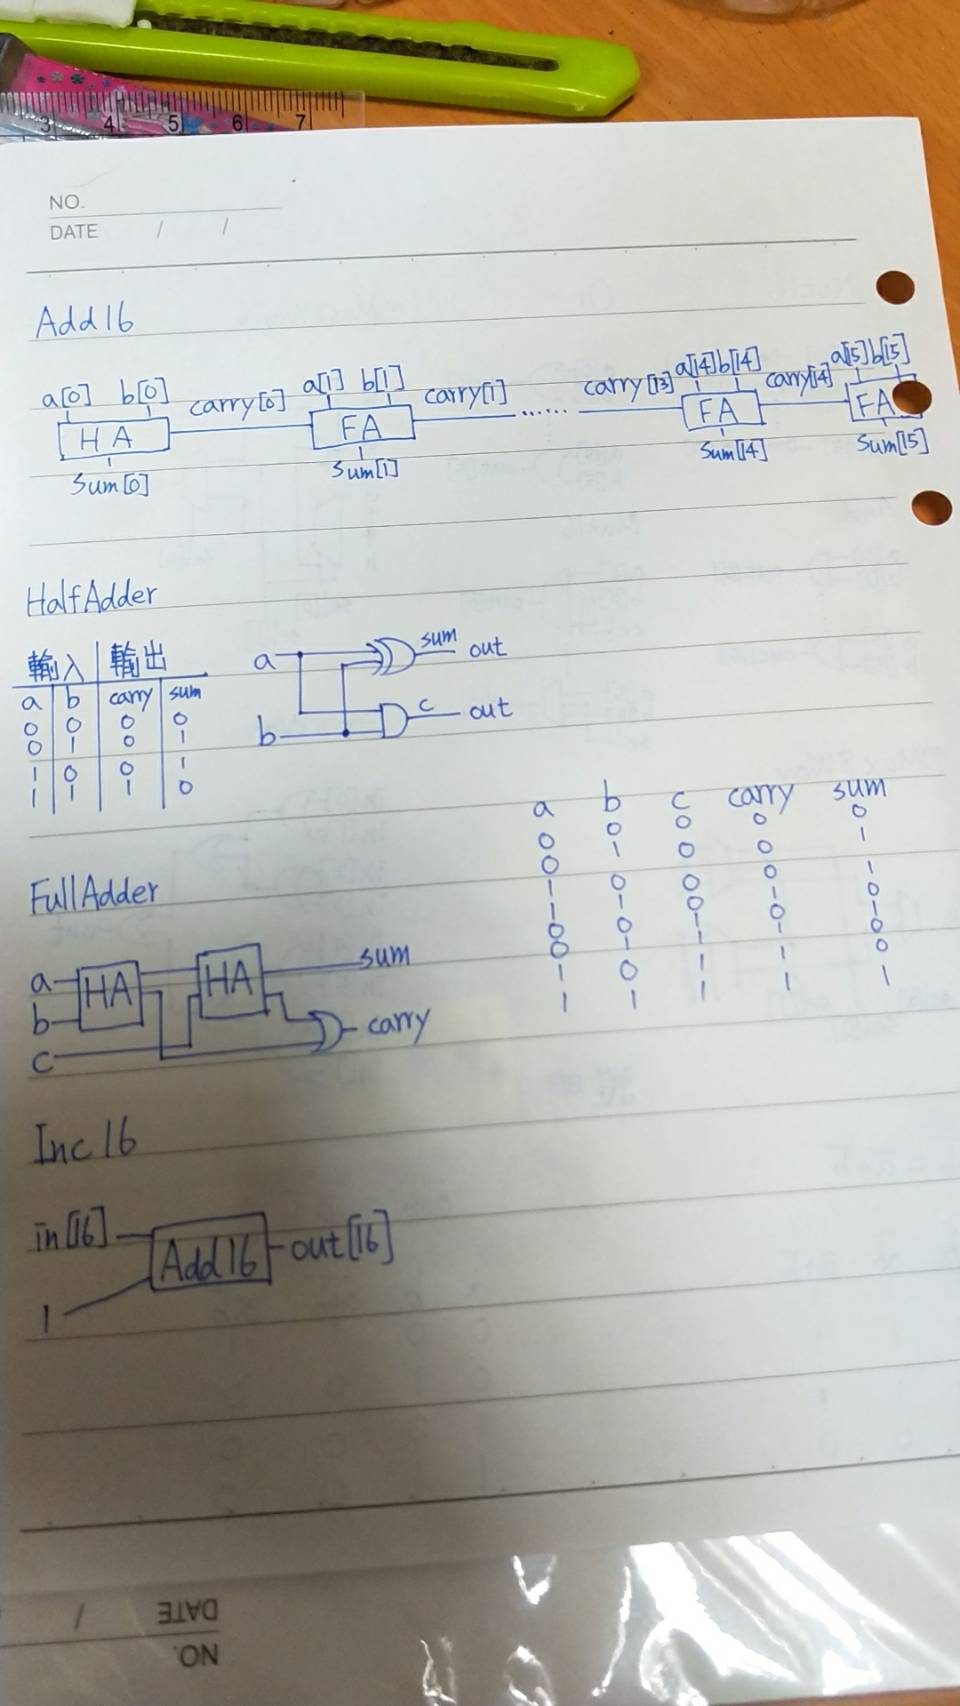 3 4 5 6 7
NO.
DATE / /
Add16
a[0] b[0] carry[0] a[1] b[1] carry[1] ...... carry[13] a[14] b[14] carry[14] a[15] b[15]
HA FA FA FA
Sum[0] Sum[1] Sum[14] Sum[15]
HalfAdder
輸入 輸出
a b carry sum
0 0 0 0
0 1 0 1
1 0 0 1
1 1 1 0
a sum out
b c out
a b c carry sum
0 0 0 0 0
0 1 0 0 1
1 0 0 0 1
1 1 0 1 0
0 0 1 0 1
0 1 1 1 0
1 0 1 1 0
1 1 1 1 1
FullAdder
a HA HA sum
b carry
c
Inc16
in[16] Add16 out[16]
1
DATE /
NO.